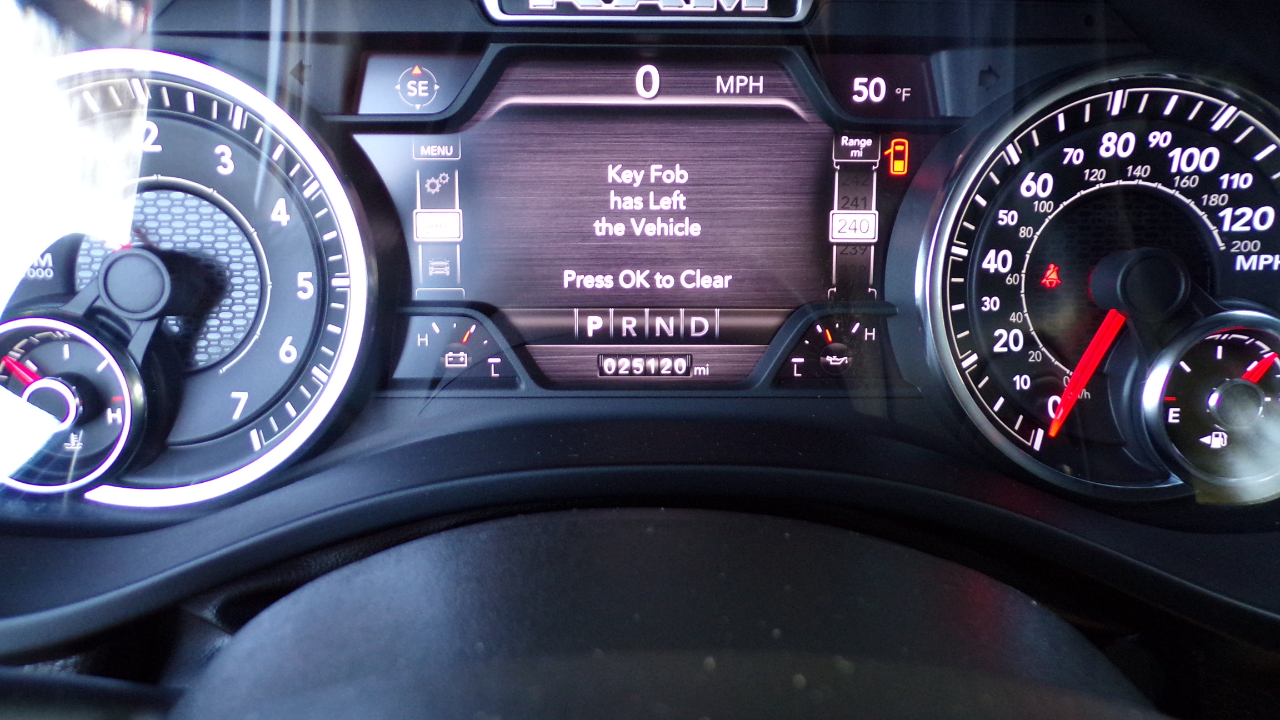 RAM
SE
0 MPH
50 °F
MENU
Range
mi
241
240
239
Key Fob
has Left
the Vehicle
Press OK to Clear
P R N D
025120 mi
H
L
H
L
2
3
4
5
6
7
H
0
10
20
30
40
50
60
70
80
90
100
110
120
MPH
20
40
60
80
100
120
140
160
180
200
E